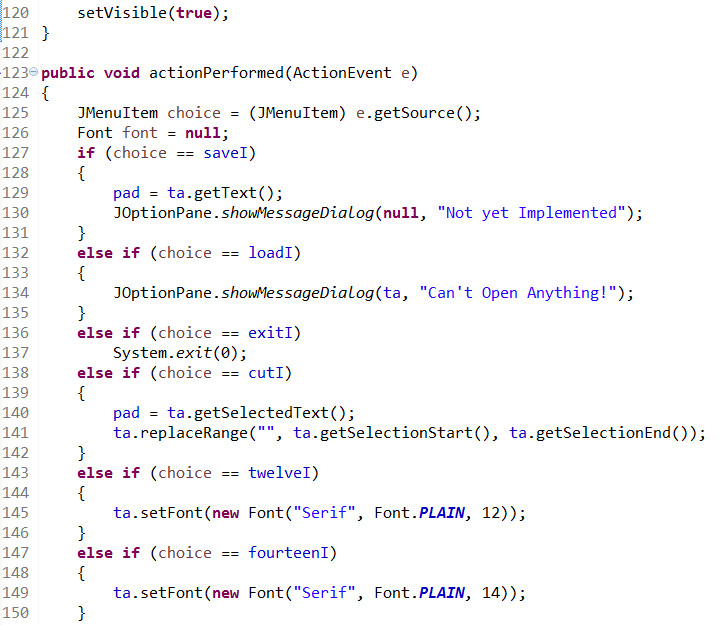 120     setVisible(true);
121 }
122
123 public void actionPerformed(ActionEvent e)
124 {
125     JMenuItem choice = (JMenuItem) e.getSource();
126     Font font = null;
127     if (choice == saveI)
128     {
129         pad = ta.getText();
130         JOptionPane.showMessageDialog(null, "Not yet Implemented");
131     }
132     else if (choice == loadI)
133     {
134         JOptionPane.showMessageDialog(ta, "Can't Open Anything!");
135     }
136     else if (choice == exitI)
137         System.exit(0);
138     else if (choice == cutI)
139     {
140         pad = ta.getSelectedText();
141         ta.replaceRange("", ta.getSelectionStart(), ta.getSelectionEnd());
142     }
143     else if (choice == twelveI)
144     {
145         ta.setFont(new Font("Serif", Font.PLAIN, 12));
146     }
147     else if (choice == fourteenI)
148     {
149         ta.setFont(new Font("Serif", Font.PLAIN, 14));
150     }